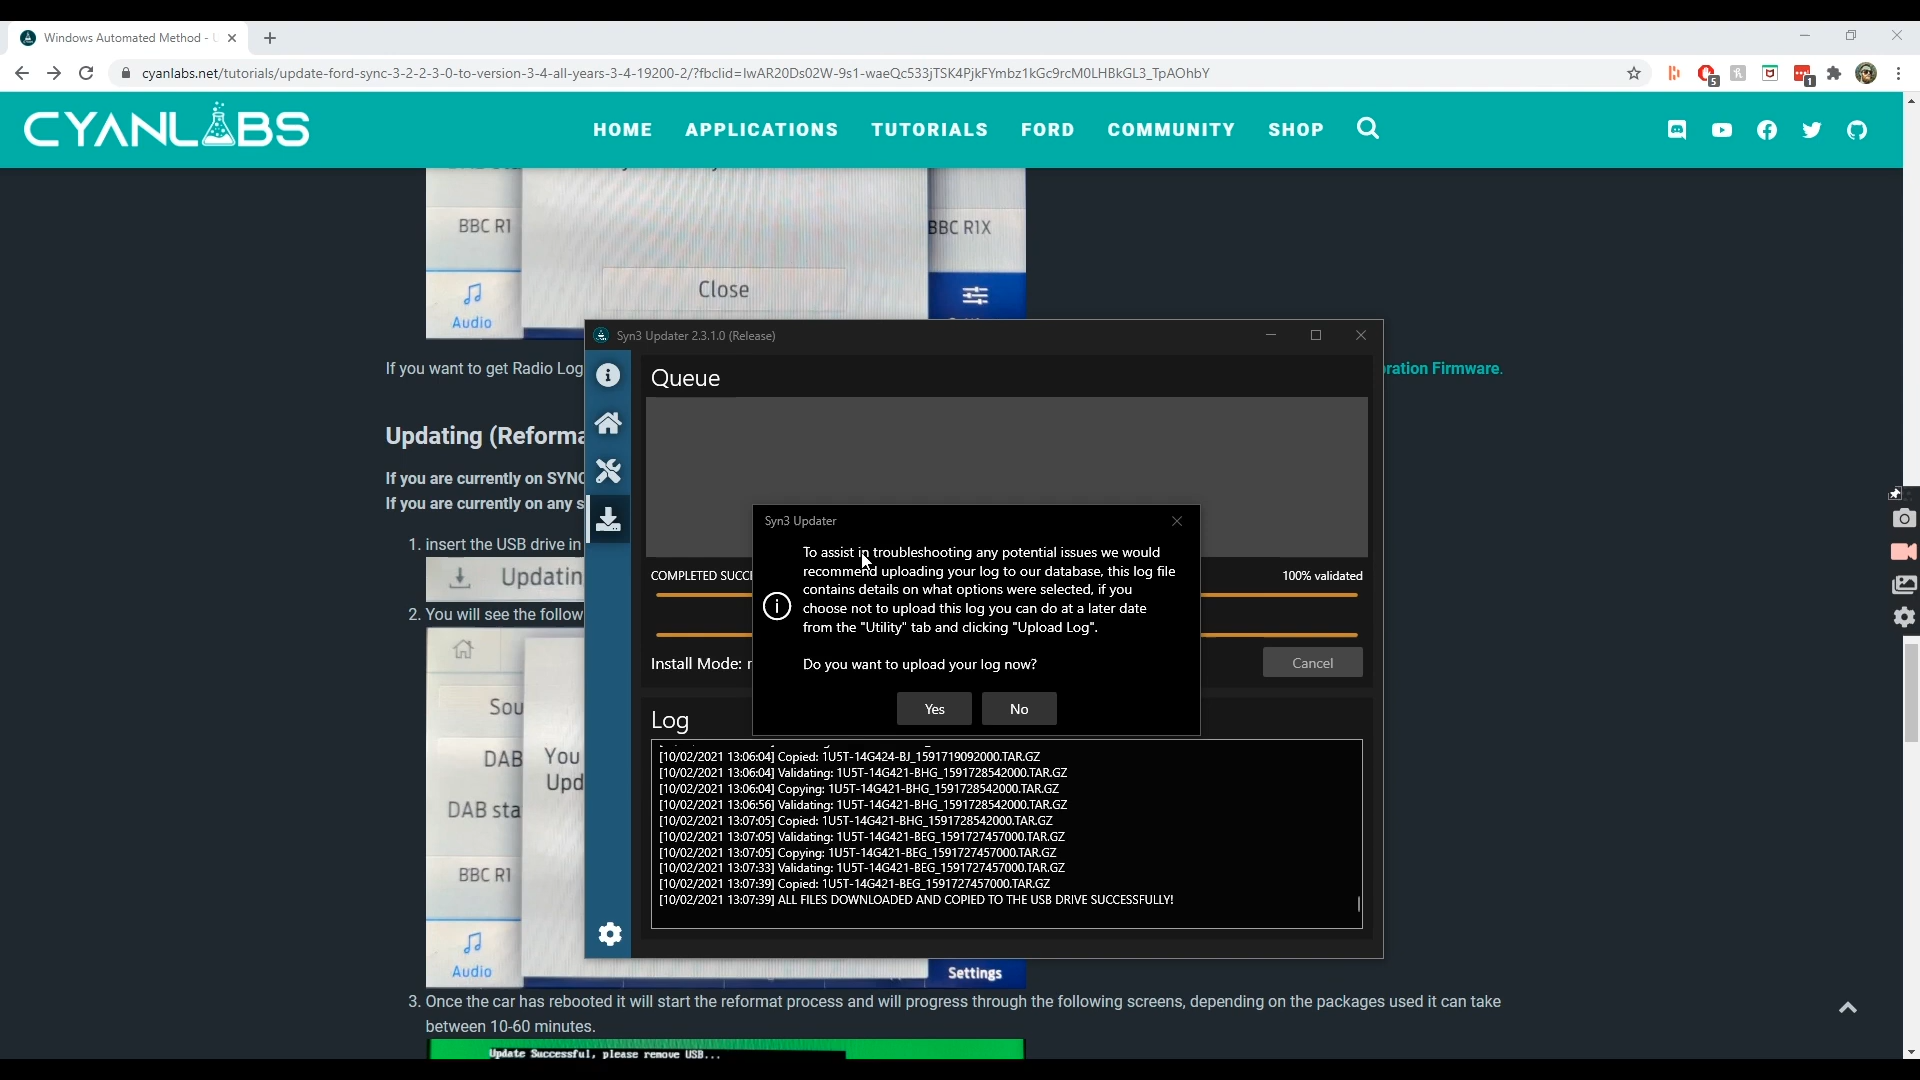 Windows Automated Method - U
cyanlabs.net/tutorials/update-ford-sync-3-2-2-3-0-to-version-3-4-all-years-3-4-19200-2/?fbclid=IwAR20Ds02W-9s1-waeQc533jTSK4PjkFYmbz1kGc9rcM0LHBkGL3_TpAOhbY
5
1
CYANLABS
HOME APPLICATIONS TUTORIALS FORD COMMUNITY SHOP
BBC R1
BBC R1X
Close
Audio
Syn3 Updater 2.3.1.0 (Release)
If you want to get Radio Log
ration Firmware.
Queue
Updating (Reforma
If you are currently on SYNC
If you are currently on any s
1. insert the USB drive in
Updatin
2. You will see the follow
Syn3 Updater
To assist in troubleshooting any potential issues we would
recommend uploading your log to our database, this log file
contains details on what options were selected, if you
choose not to upload this log you can do at a later date
from the "Utility" tab and clicking "Upload Log".
Do you want to upload your log now?
Yes
No
COMPLETED SUCC
100% validated
Install Mode: r
Cancel
Log
[10/02/2021 13:06:04] Copied: 1U5T-14G424-BJ_1591719092000.TAR.GZ
[10/02/2021 13:06:04] Validating: 1U5T-14G421-BHG_1591728542000.TAR.GZ
[10/02/2021 13:06:04] Copying: 1U5T-14G421-BHG_1591728542000.TAR.GZ
[10/02/2021 13:06:56] Validating: 1U5T-14G421-BHG_1591728542000.TAR.GZ
[10/02/2021 13:07:05] Copied: 1U5T-14G421-BHG_1591728542000.TAR.GZ
[10/02/2021 13:07:05] Validating: 1U5T-14G421-BEG_1591727457000.TAR.GZ
[10/02/2021 13:07:05] Copying: 1U5T-14G421-BEG_1591727457000.TAR.GZ
[10/02/2021 13:07:33] Validating: 1U5T-14G421-BEG_1591727457000.TAR.GZ
[10/02/2021 13:07:39] Copied: 1U5T-14G421-BEG_1591727457000.TAR.GZ
[10/02/2021 13:07:39] ALL FILES DOWNLOADED AND COPIED TO THE USB DRIVE SUCCESSFULLY!
Sou
DAB
You
Upd
DAB sta
BBC R1
Audio
Settings
3. Once the car has rebooted it will start the reformat process and will progress through the following screens, depending on the packages used it can take
between 10-60 minutes.
Update Successful, please remove USB...